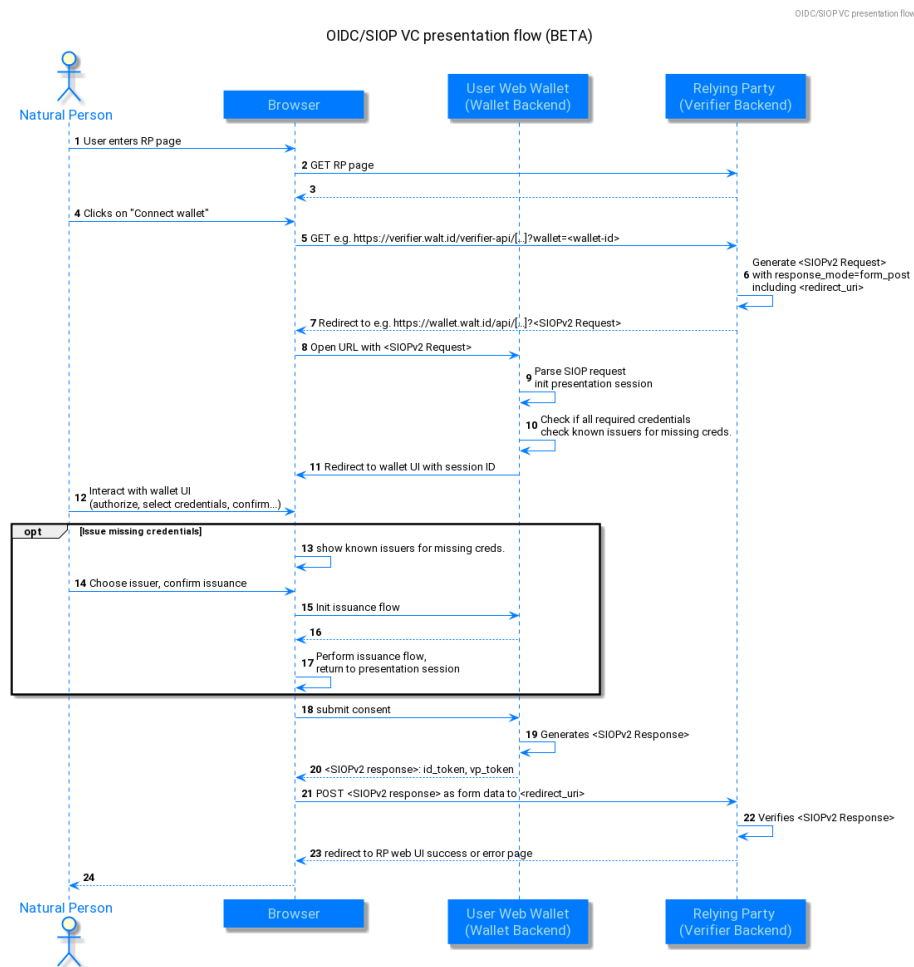 OIDC/SIOP VC presentation flow
OIDC/SIOP VC presentation flow (BETA)
Natural Person
Browser
User Web Wallet
(Wallet Backend)
Relying Party
(Verifier Backend)
1 User enters RP page
2 GET RP page
3
4 Clicks on "Connect wallet"
5 GET e.g. https://verifier.walt.id/verifier-api/[...]?wallet=<wallet-id>
Generate <SIOPv2 Request>
6 with response_mode=form_post
including <redirect_uri>
7 Redirect to e.g. https://wallet.walt.id/api/[...]?<SIOPv2 Request>
8 Open URL with <SIOPv2 Request>
9 Parse SIOP request
init presentation session
10 Check if all required credentials
check known issuers for missing creds.
11 Redirect to wallet UI with session ID
12 Interact with wallet UI
(authorize, select credentials, confirm...)
opt [Issue missing credentials]
13 show known issuers for missing creds.
14 Choose issuer, confirm issuance
15 Init issuance flow
16
17 Perform issuance flow,
return to presentation session
18 submit consent
19 Generates <SIOPv2 Response>
20 <SIOPv2 response>: id_token, vp_token
21 POST <SIOPv2 response> as form data to <redirect_uri>
22 Verifies <SIOPv2 Response>
23 redirect to RP web UI success or error page
24
Natural Person
Browser
User Web Wallet
(Wallet Backend)
Relying Party
(Verifier Backend)